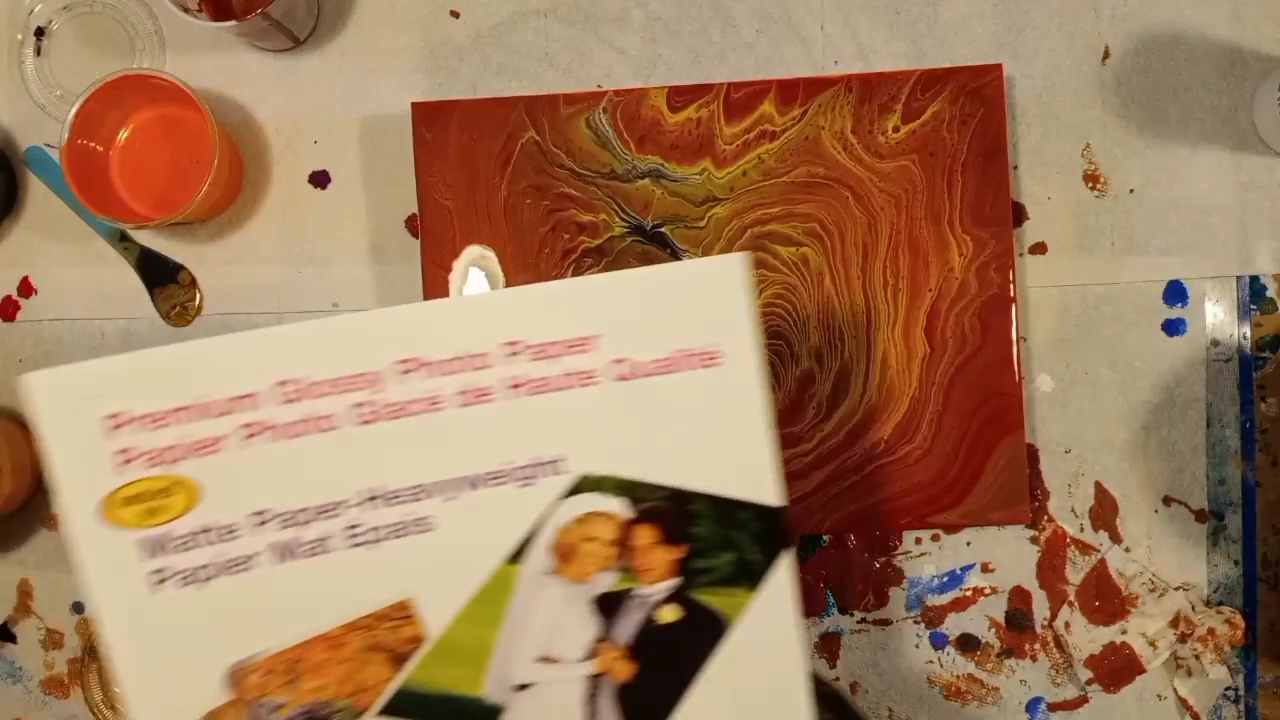 Premium Glossy Photo Paper
Papier Photo Glacé de Haute Qualité
Matte Paper-Heavyweight
Papier Mat Épais